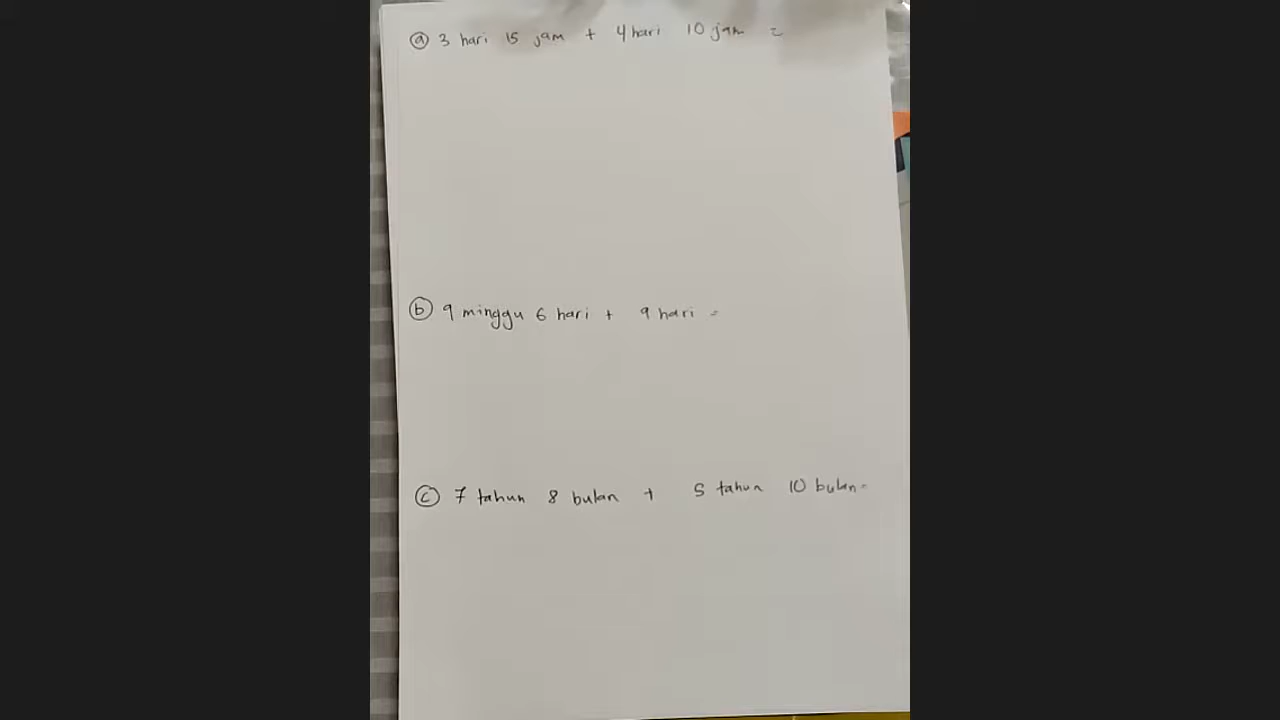 a 3 hari 15 jam + 4 hari 10 jam =
b 9 minggu 6 hari + 9 hari =
c 7 tahun 8 bulan + 5 tahun 10 bulan =